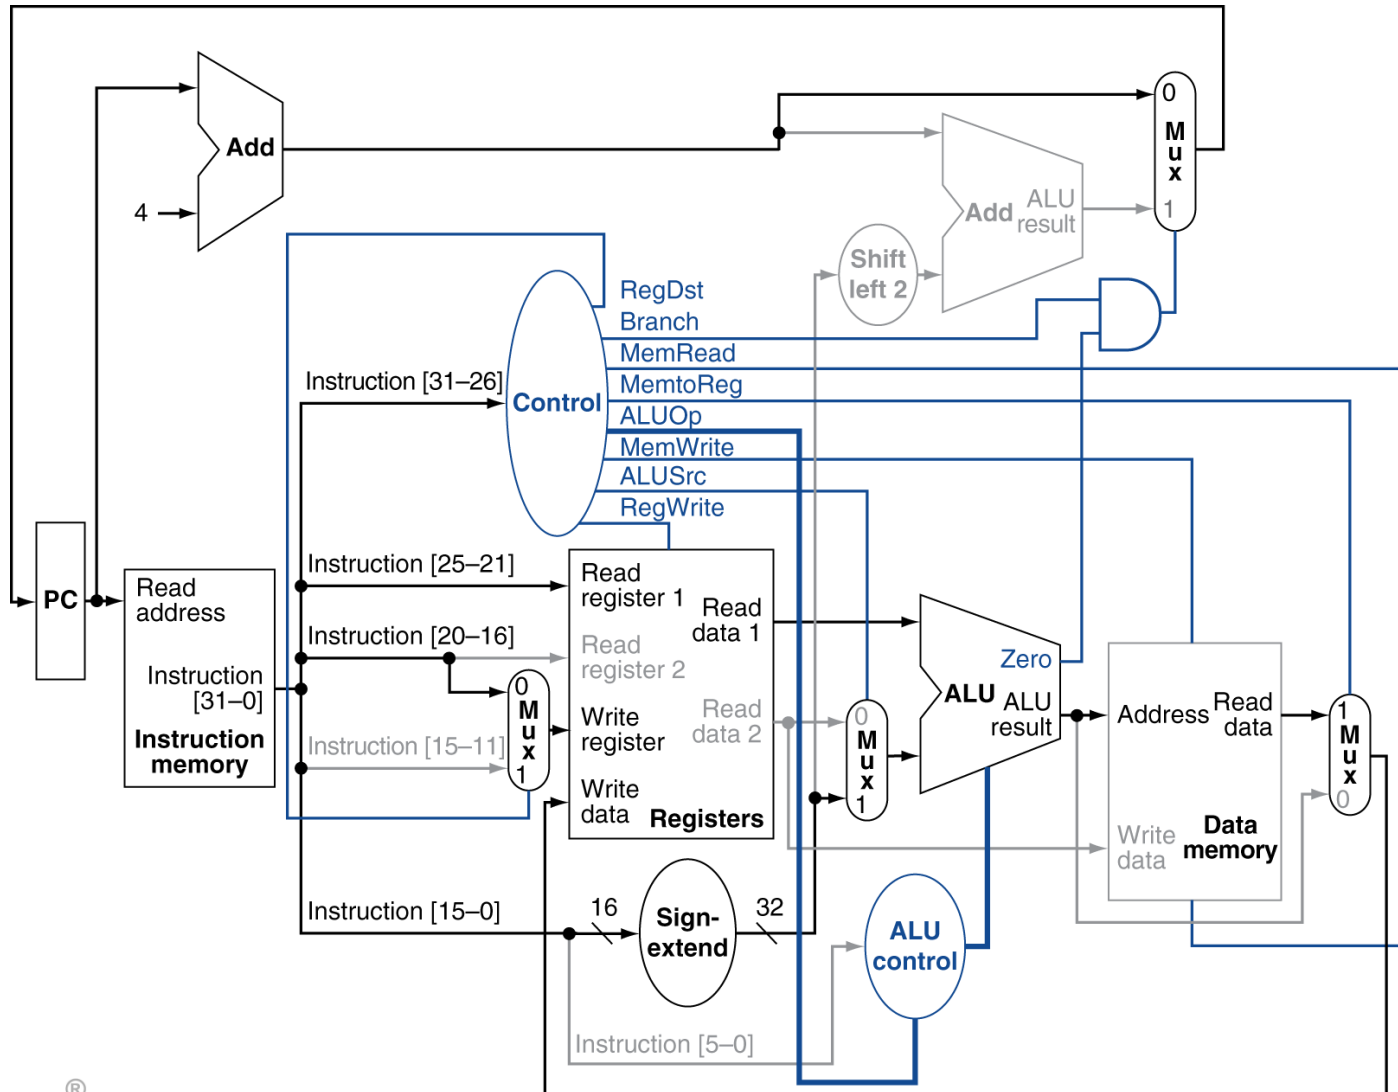 0
M
u
x
1
Add
4
Add
ALU
result
Shift
left 2
RegDst
Branch
MemRead
MemtoReg
ALUOp
MemWrite
ALUSrc
RegWrite
Instruction [31–26]
Control
PC
Read
address
Instruction
[31–0]
Instruction
memory
Instruction [25–21]
Instruction [20–16]
Instruction [15–11]
0
M
u
x
1
Read
register 1
Read
register 2
Write
register
Write
data
Read
data 1
Read
data 2
Registers
0
M
u
x
1
Zero
ALU
ALU
result
Address
Read
data
Write
data
Data
memory
1
M
u
x
0
Instruction [15–0]
16
Sign-
extend
32
ALU
control
Instruction [5–0]
®